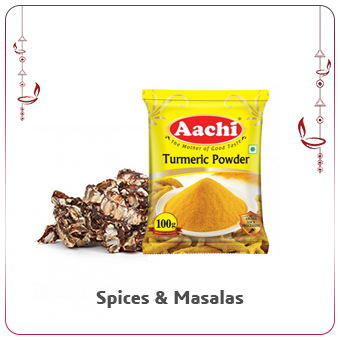 Aachi
The Mother of Good Taste
Turmeric Powder
100g
Spices & Masalas